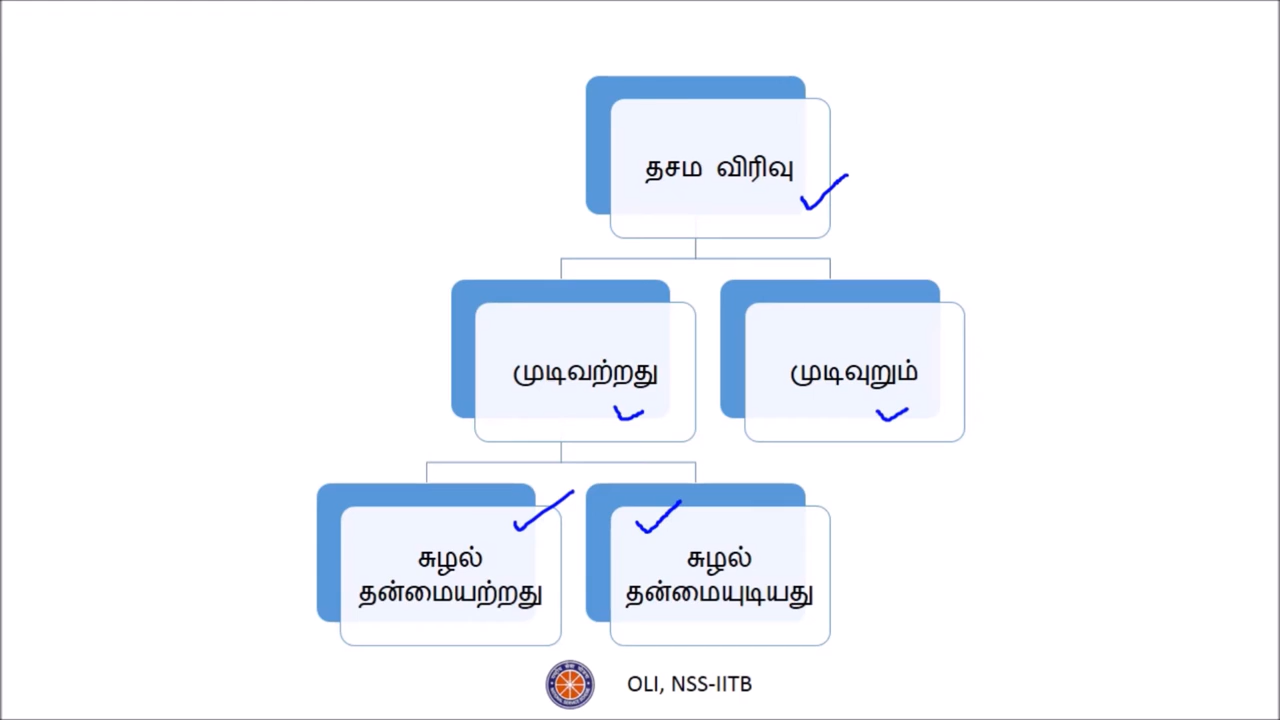 தசம விரிவு
முடிவற்றது
முடிவுறும்
சுழல்
தன்மையற்றது
சுழல்
தன்மையுடியது
OLI, NSS-IITB